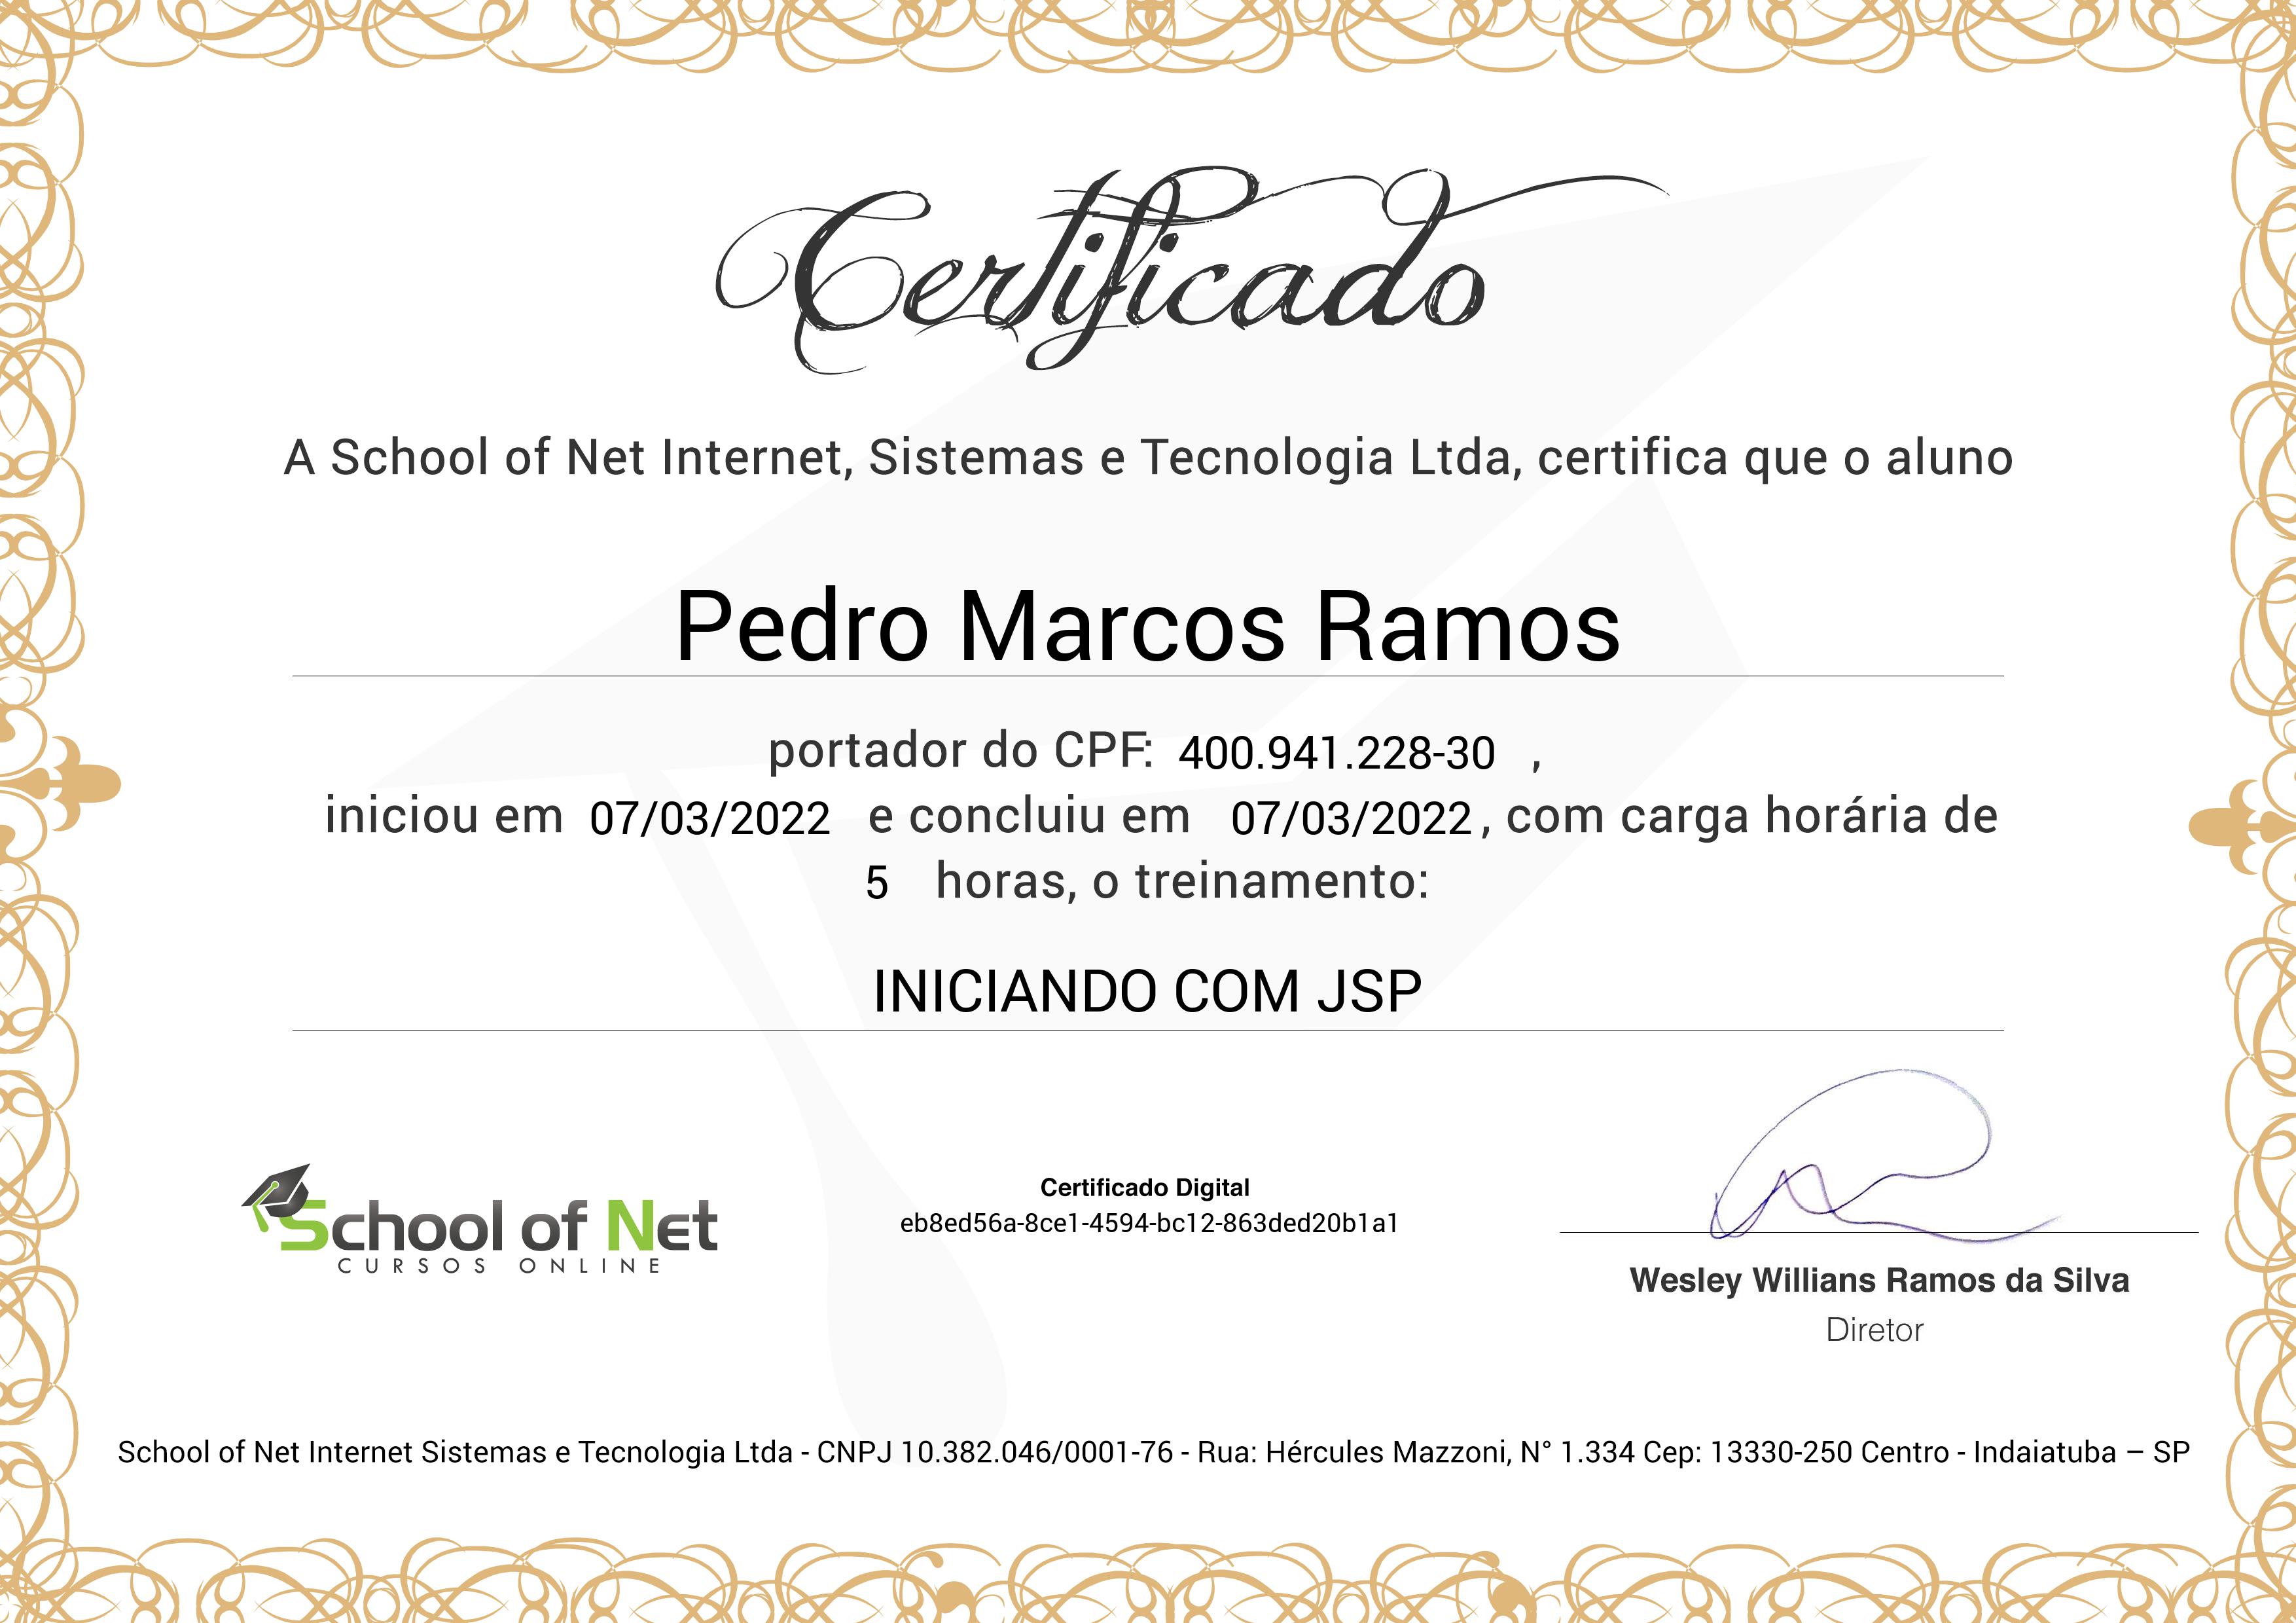 Certificado
A School of Net Internet, Sistemas e Tecnologia Ltda, certifica que o aluno
Pedro Marcos Ramos
portador do CPF: 400.941.228-30 ,
iniciou em 07/03/2022 e concluiu em 07/03/2022, com carga horária de
5 horas, o treinamento:
INICIANDO COM JSP
School of Net
CURSOS ONLINE
Certificado Digital
eb8ed56a-8ce1-4594-bc12-863ded20b1a1
Wesley Willians Ramos da Silva
Diretor
School of Net Internet Sistemas e Tecnologia Ltda - CNPJ 10.382.046/0001-76 - Rua: Hércules Mazzoni, N° 1.334 Cep: 13330-250 Centro - Indaiatuba – SP